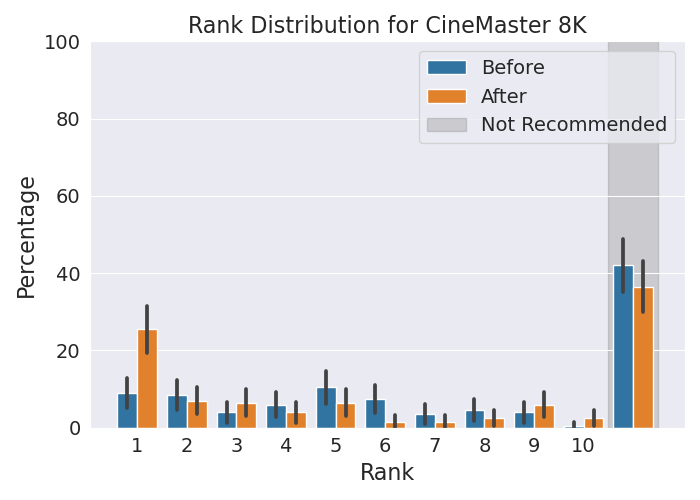 Rank Distribution for CineMaster 8K
100
80
60
40
20
0
Percentage
Before
After
Not Recommended
1 2 3 4 5 6 7 8 9 10
Rank